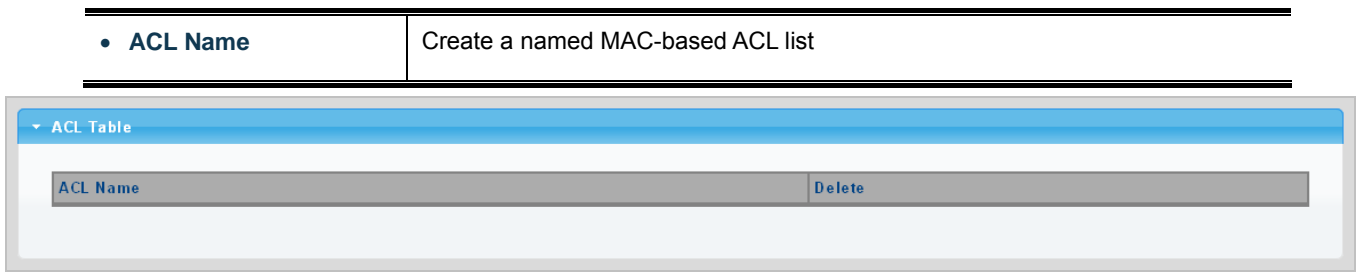 • ACL Name Create a named MAC-based ACL list
ACL Table
ACL Name Delete